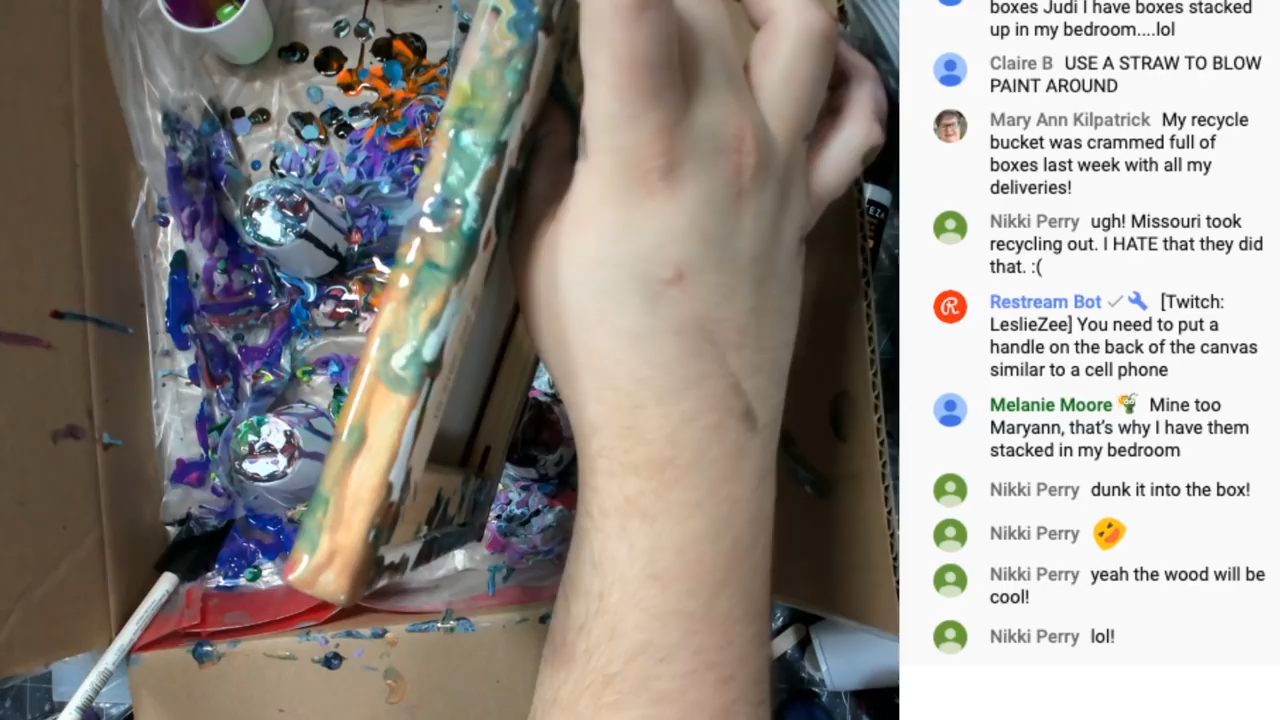 boxes Judi I have boxes stacked
up in my bedroom....lol
Claire B USE A STRAW TO BLOW
PAINT AROUND
Mary Ann Kilpatrick My recycle
bucket was crammed full of
boxes last week with all my
deliveries!
Nikki Perry ugh! Missouri took
recycling out. I HATE that they did
that. :(
Restream Bot [Twitch:
LeslieZee] You need to put a
handle on the back of the canvas
similar to a cell phone
Melanie Moore Mine too
Maryann, that's why I have them
stacked in my bedroom
Nikki Perry dunk it into the box!
Nikki Perry
Nikki Perry yeah the wood will be
cool!
Nikki Perry lol!